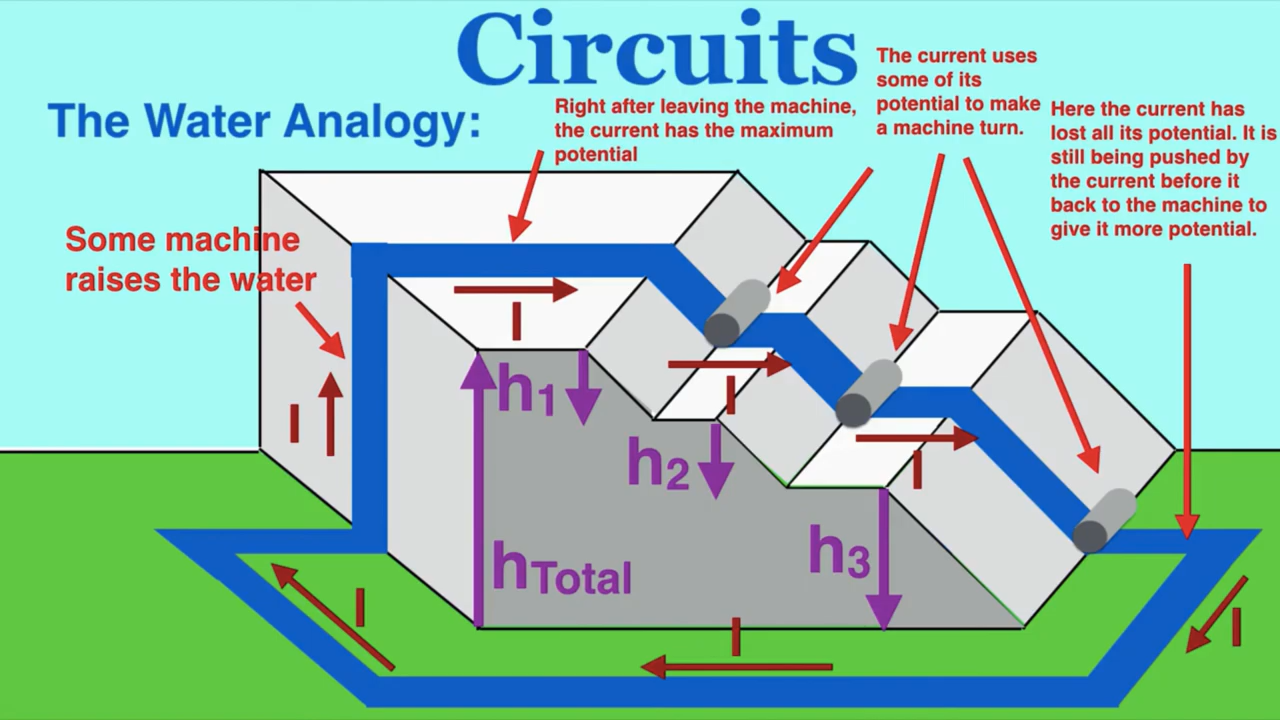 Circuits
The Water Analogy:
Right after leaving the machine,
the current has the maximum
potential
The current uses
some of its
potential to make
a machine turn.
Here the current has
lost all its potential. It is
still being pushed by
the current before it
back to the machine to
give it more potential.
Some machine
raises the water
I
I
h1
I
h2
I
h3
hTotal
I
I
I